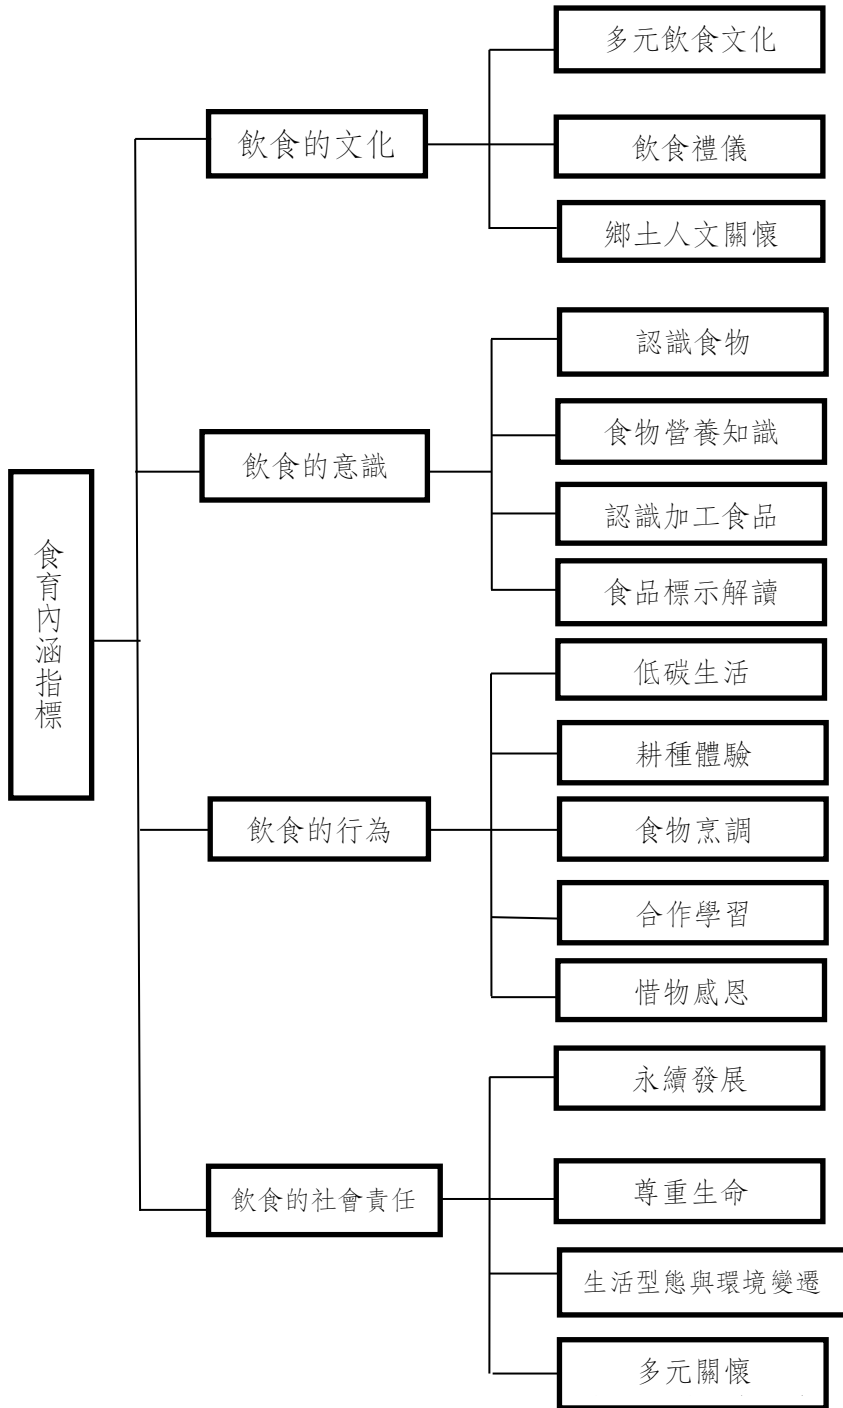 食育內涵指標
飲食的文化
多元飲食文化
飲食禮儀
鄉土人文關懷
飲食的意識
認識食物
食物營養知識
認識加工食品
食品標示解讀
飲食的行為
低碳生活
耕種體驗
食物烹調
合作學習
惜物感恩
飲食的社會責任
永續發展
尊重生命
生活型態與環境變遷
多元關懷